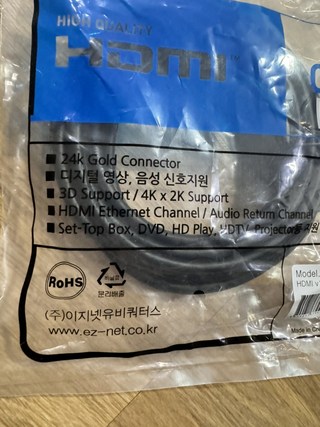 HIGH QUALITY
HDMI
■ 24k Gold Connector
■ 디지털 영상, 음성 신호지원
■ 3D Support / 4K x 2K Support
■ HDMI Ethernet Channel / Audio Return Channel
■ Set-Top Box, DVD, HD Play, HDTV, Projector등 지원
RoHS
분리배출
(주)이지넷유비쿼터스
www.ez-net.co.kr
Model.
HDMI v
Made in